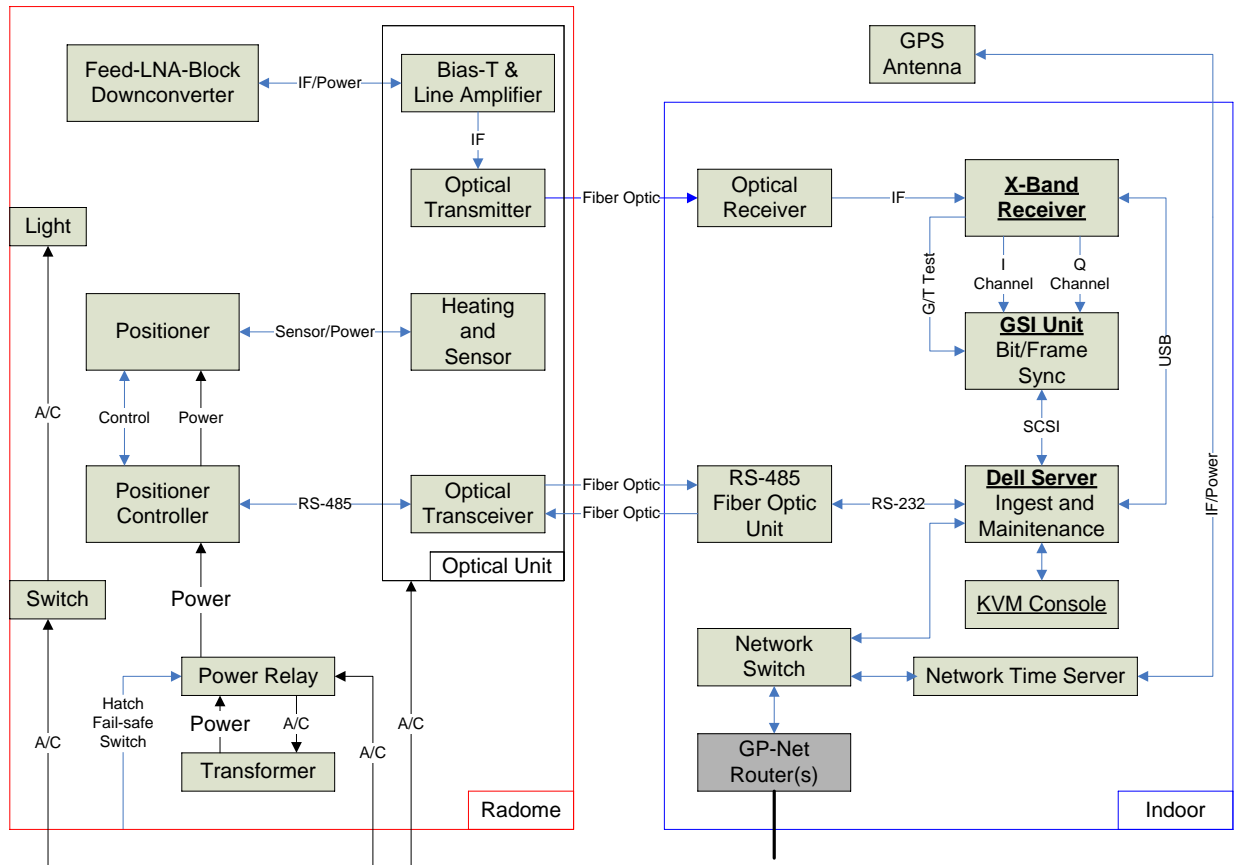 GPS
Antenna
Feed-LNA-Block
Downconverter
IF/Power
Bias-T &
Line Amplifier
IF
Optical
Transmitter
Fiber Optic
Optical
Receiver
IF
X-Band
Receiver
Light
G/T Test
I
Channel
Q
Channel
Positioner
Sensor/Power
Heating
and
Sensor
GSI Unit
Bit/Frame
Sync
USB
A/C
Control
Power
SCSI
Positioner
Controller
RS-485
Optical
Transceiver
Fiber Optic
Fiber Optic
RS-485
Fiber Optic
Unit
RS-232
Dell Server
Ingest and
Mainitenance
IF/Power
Optical Unit
Switch
Power
KVM Console
Network
Switch
Network Time Server
Power Relay
Hatch
Fail-safe
Switch
Power
A/C
A/C
A/C
A/C
Transformer
GP-Net
Router(s)
Radome
Indoor